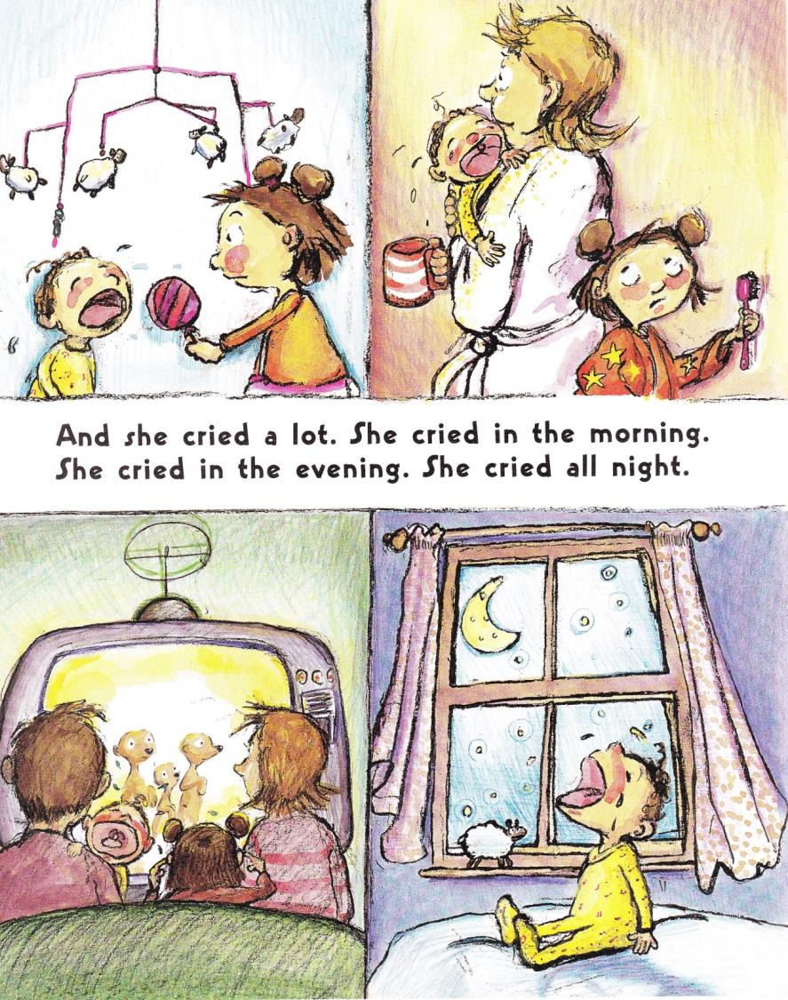 And she cried a lot. She cried in the morning.
She cried in the evening. She cried all night.